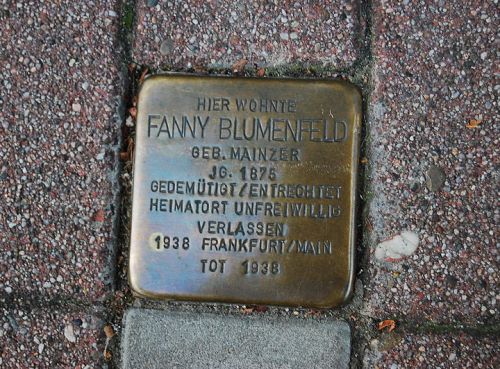 HIER WOHNTE
FANNY BLUMENFELD
GEB. MAINZER
JG. 1875
GEDEMÜTIGT/ENTRECHTET
HEIMATORT UNFREIWILLIG
VERLASSEN
1938 FRANKFURT/MAIN
TOT 1938